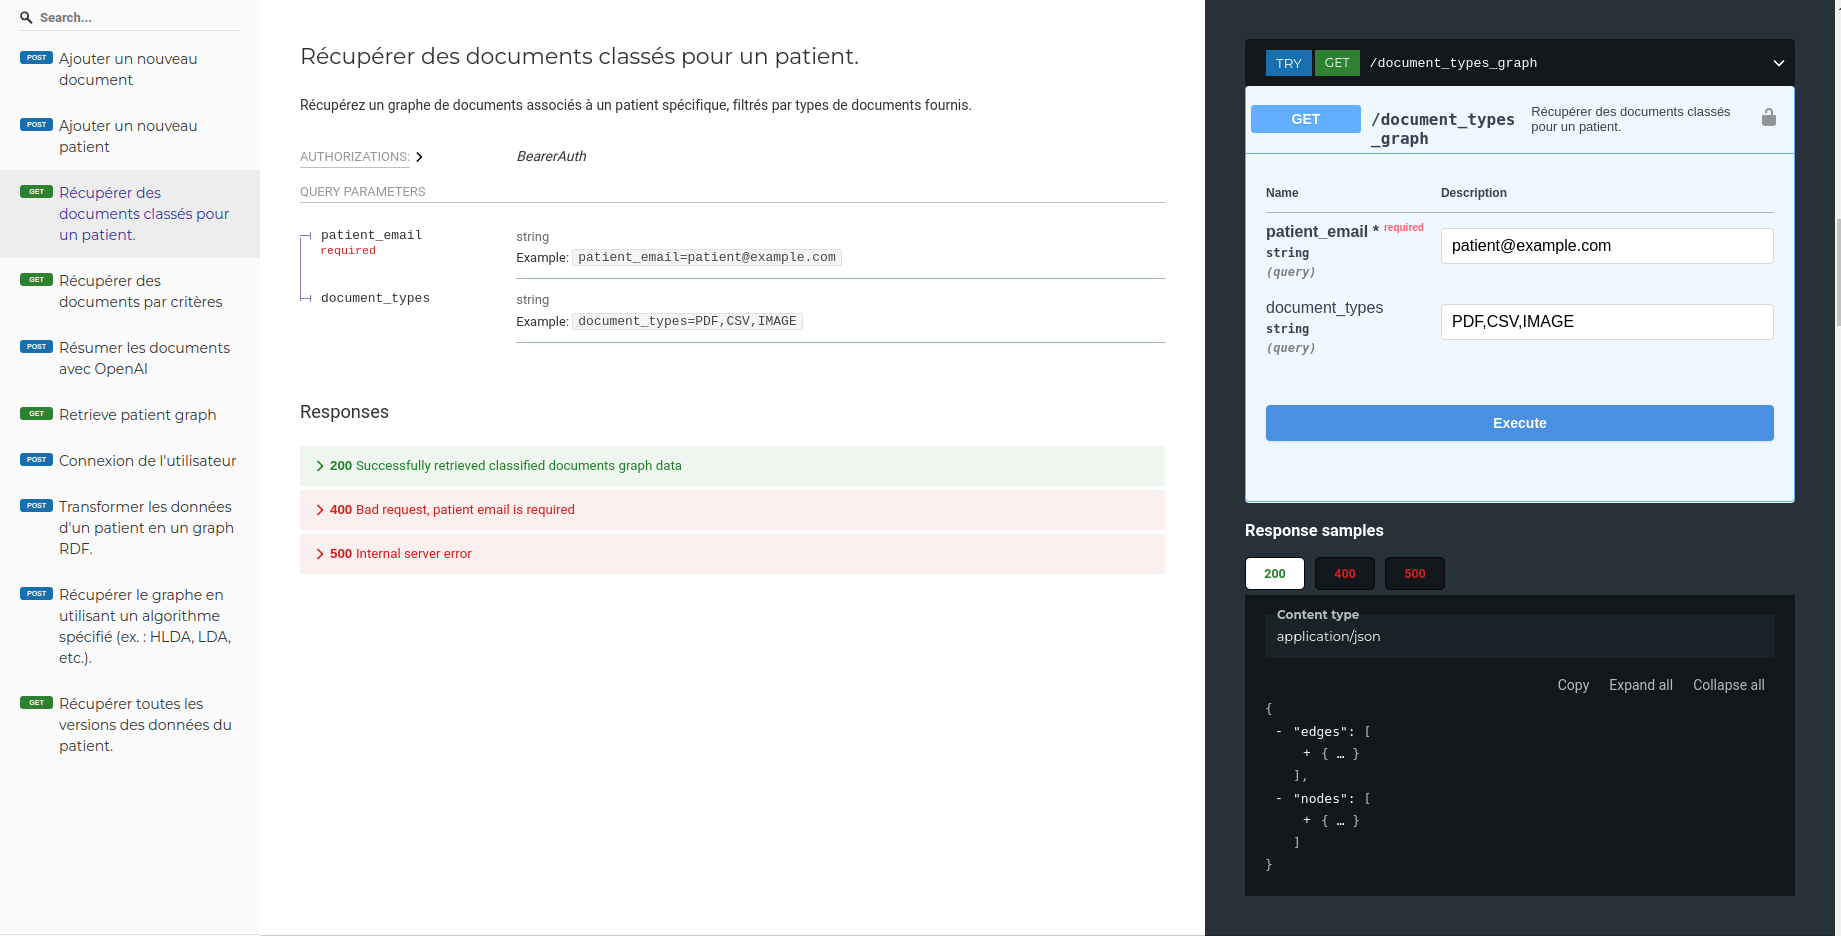 Search...
POST Ajouter un nouveau
document
POST Ajouter un nouveau
patient
GET Récupérer des
documents classés pour
un patient.
GET Récupérer des
documents par critères
POST Résumer les documents
avec OpenAI
GET Retrieve patient graph
POST Connexion de l'utilisateur
POST Transformer les données
d'un patient en un graph
RDF.
POST Récupérer le graphe en
utilisant un algorithme
spécifié (ex. : HLDA, LDA,
etc.).
GET Récupérer toutes les
versions des données du
patient.
Récupérer des documents classés pour un patient.
Récupérez un graphe de documents associés à un patient spécifique, filtrés par types de documents fournis.
AUTHORIZATIONS: BearerAuth
QUERY PARAMETERS
patient_email string
required Example: patient_email=patient@example.com
document_types string
Example: document_types=PDF,CSV,IMAGE
Responses
200 Successfully retrieved classified documents graph data
400 Bad request, patient email is required
500 Internal server error
TRY GET /document_types_graph
GET /document_types
_graph
Récupérer des documents classés
pour un patient.
Name Description
patient_email * required
string
(query)
patient@example.com
document_types
string
(query)
PDF,CSV,IMAGE
Execute
Response samples
200 400 500
Content type
application/json
Copy Expand all Collapse all
{
- "edges": [
+ { … }
],
- "nodes": [
+ { … }
]
}